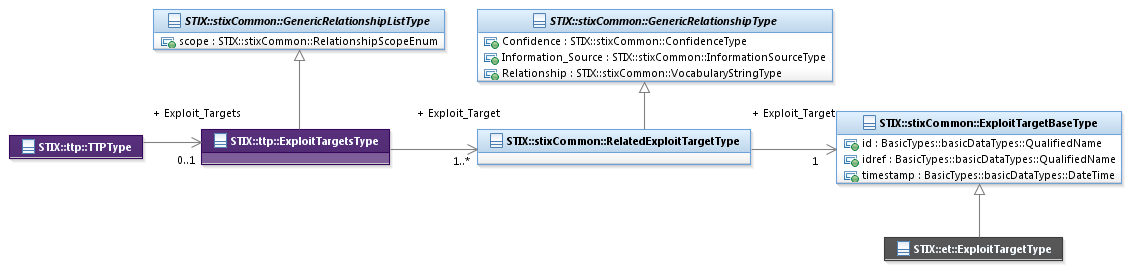 STIX::stixCommon::GenericRelationshipListType
scope : STIX::stixCommon::RelationshipScopeEnum
STIX::stixCommon::GenericRelationshipType
Confidence : STIX::stixCommon::ConfidenceType
Information_Source : STIX::stixCommon::InformationSourceType
Relationship : STIX::stixCommon::VocabularyStringType
+ Exploit_Targets
+ Exploit_Target
+ Exploit_Target
STIX::ttp::TTPType
0..1
STIX::ttp::ExploitTargetsType
1..*
STIX::stixCommon::RelatedExploitTargetType
1
STIX::stixCommon::ExploitTargetBaseType
id : BasicTypes::basicDataTypes::QualifiedName
idref : BasicTypes::basicDataTypes::QualifiedName
timestamp : BasicTypes::basicDataTypes::DateTime
STIX::et::ExploitTargetType